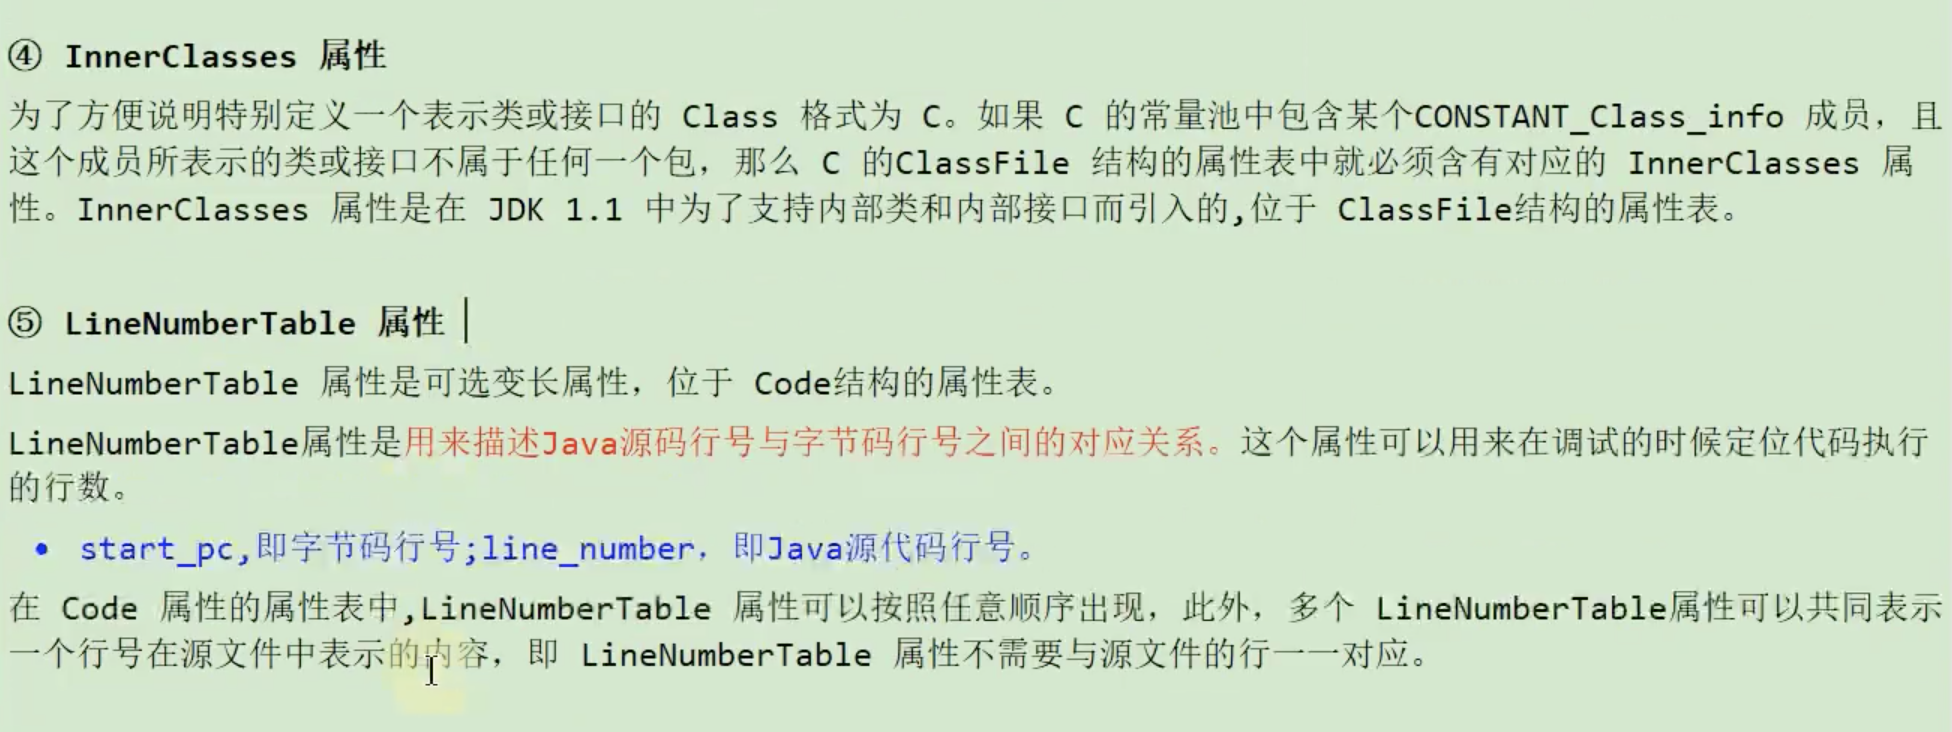 ④ InnerClasses 属性
为了方便说明特别定义一个表示类或接口的 Class 格式为 C。如果 C 的常量池中包含某个CONSTANT_Class_info 成员，且
这个成员所表示的类或接口不属于任何一个包，那么 C 的ClassFile 结构的属性表中就必须含有对应的 InnerClasses 属
性。InnerClasses 属性是在 JDK 1.1 中为了支持内部类和内部接口而引入的,位于 ClassFile结构的属性表。
⑤ LineNumberTable 属性
LineNumberTable 属性是可选变长属性，位于 Code结构的属性表。
LineNumberTable属性是用来描述Java源码行号与字节码行号之间的对应关系。这个属性可以用来在调试的时候定位代码执行
的行数。
• start_pc,即字节码行号;line_number，即Java源代码行号。
在 Code 属性的属性表中,LineNumberTable 属性可以按照任意顺序出现，此外，多个 LineNumberTable属性可以共同表示
一个行号在源文件中表示的内容，即 LineNumberTable 属性不需要与源文件的行一一对应。